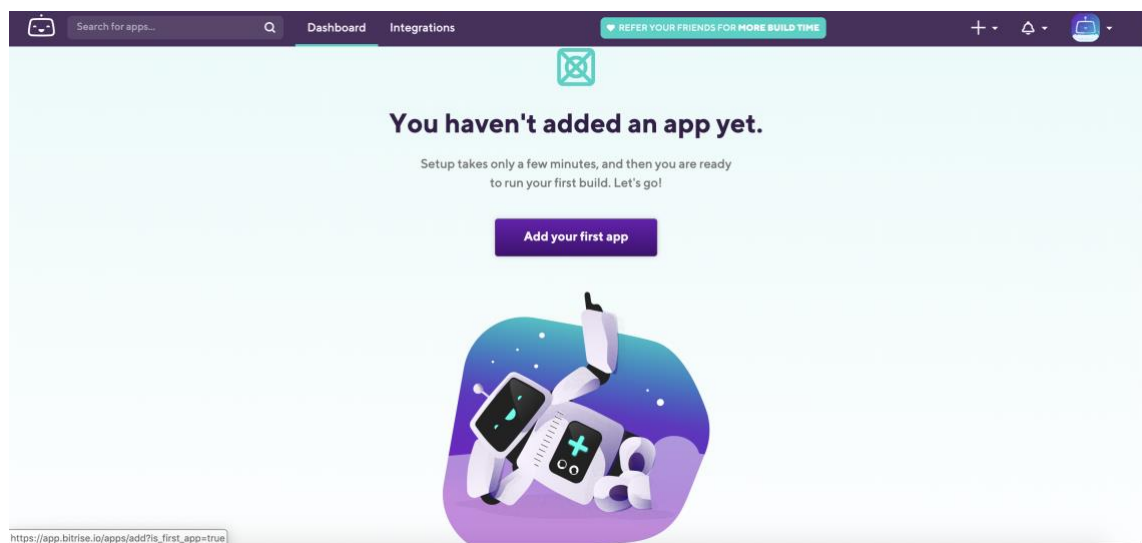 Search for apps...
Dashboard
Integrations
REFER YOUR FRIENDS FOR MORE BUILD TIME
You haven't added an app yet.
Setup takes only a few minutes, and then you are ready
to run your first build. Let's go!
Add your first app
https://app.bitrise.io/apps/add?is_first_app=true